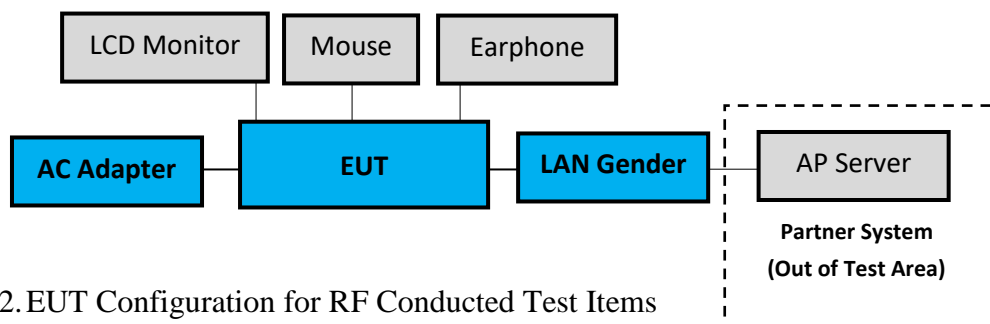 LCD Monitor
Mouse
Earphone
AC Adapter
EUT
LAN Gender
AP Server
Partner System
(Out of Test Area)
2. EUT Configuration for RF Conducted Test Items